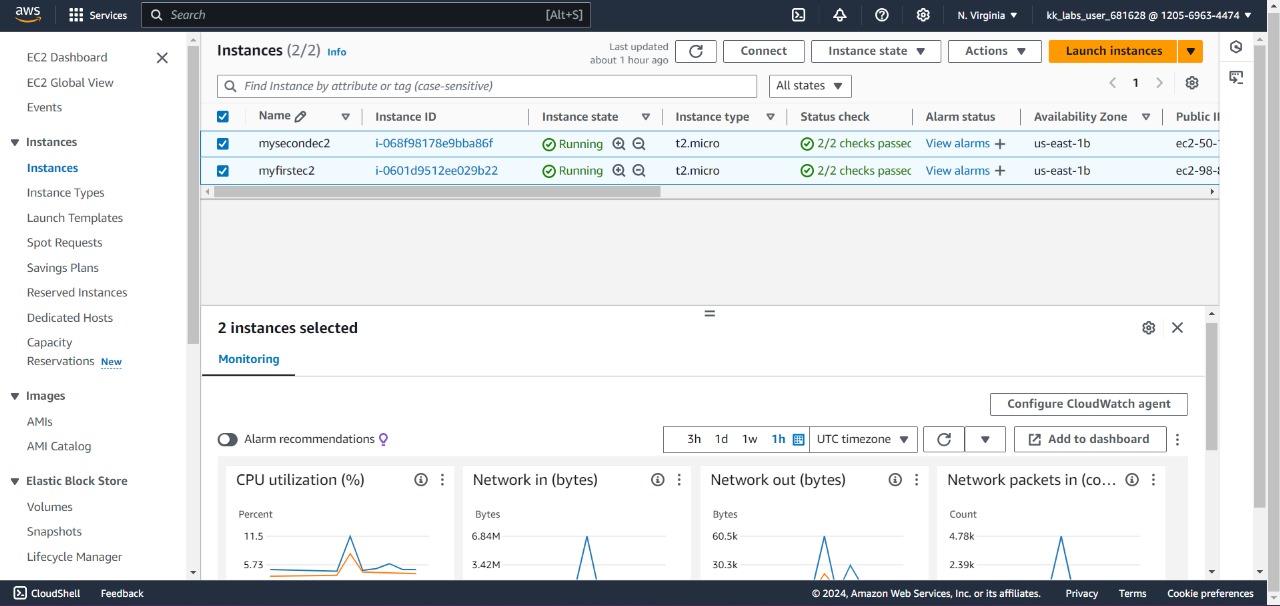 aws Services Search [Alt+S] N. Virginia kk_labs_user_681628 @ 1205-6963-4474
EC2 Dashboard
EC2 Global View
Events
Instances
Instances
Instance Types
Launch Templates
Spot Requests
Savings Plans
Reserved Instances
Dedicated Hosts
Capacity
Reservations New
Images
AMIs
AMI Catalog
Elastic Block Store
Volumes
Snapshots
Lifecycle Manager
Instances (2/2) Info
Last updated
about 1 hour ago
Connect Instance state Actions Launch instances
Find Instance by attribute or tag (case-sensitive) All states 1
Name Instance ID Instance state Instance type Status check Alarm status Availability Zone Public I
mysecondec2 i-068f98178e9bba86f Running t2.micro 2/2 checks passec View alarms + us-east-1b ec2-50-
myfirstec2 i-0601d9512ee029b22 Running t2.micro 2/2 checks passec View alarms + us-east-1b ec2-98-
2 instances selected
Monitoring
Configure CloudWatch agent
Alarm recommendations 3h 1d 1w 1h UTC timezone Add to dashboard
CPU utilization (%)
Percent
11.5
5.73
Network in (bytes)
Bytes
6.84M
3.42M
Network out (bytes)
Bytes
60.5k
30.3k
Network packets in (co...
Count
4.78k
2.39k
CloudShell Feedback © 2024, Amazon Web Services, Inc. or its affiliates. Privacy Terms Cookie preferences